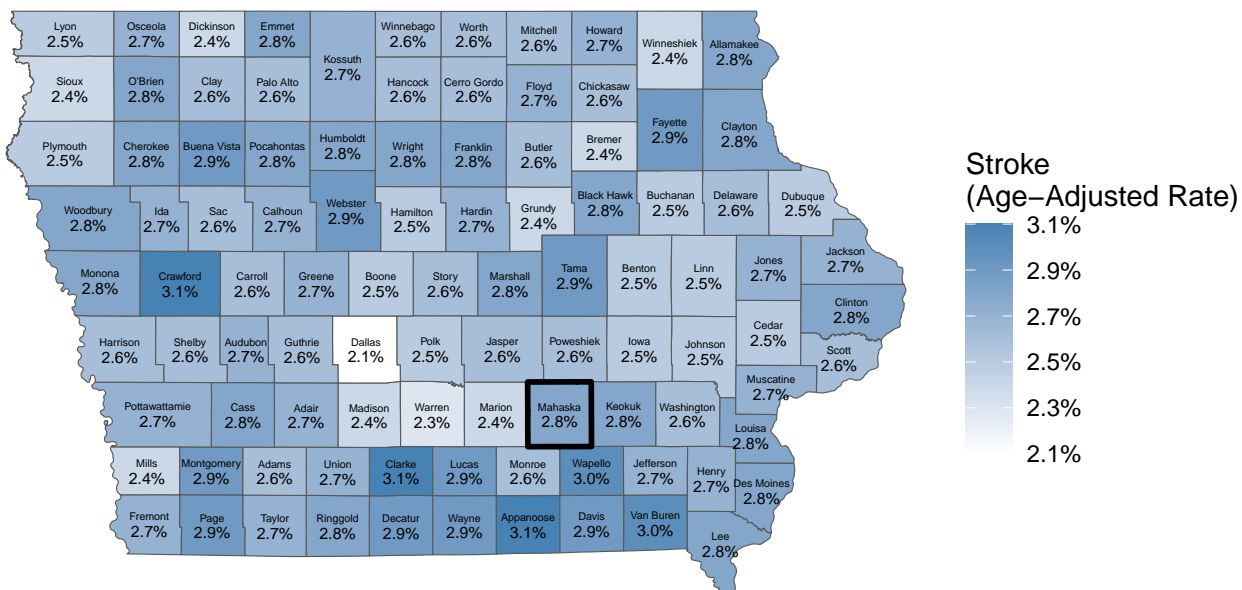 Lyon
2.5%
Osceola
2.7%
Dickinson
2.4%
Emmet
2.8%
Kossuth
2.7%
Winnebago
2.6%
Worth
2.6%
Mitchell
2.6%
Howard
2.7%
Winneshiek
2.4%
Allamakee
2.8%
Sioux
2.4%
O'Brien
2.8%
Clay
2.6%
Palo Alto
2.6%
Hancock
2.6%
Cerro Gordo
2.6%
Floyd
2.7%
Chickasaw
2.6%
Fayette
2.9%
Clayton
2.8%
Plymouth
2.5%
Cherokee
2.8%
Buena Vista
2.9%
Pocahontas
2.8%
Humboldt
2.8%
Wright
2.8%
Franklin
2.8%
Butler
2.6%
Bremer
2.4%
Woodbury
2.8%
Ida
2.7%
Sac
2.6%
Calhoun
2.7%
Webster
2.9%
Hamilton
2.5%
Hardin
2.7%
Grundy
2.4%
Black Hawk
2.8%
Buchanan
2.5%
Delaware
2.6%
Dubuque
2.5%
Monona
2.8%
Crawford
3.1%
Carroll
2.6%
Greene
2.7%
Boone
2.5%
Story
2.6%
Marshall
2.8%
Tama
2.9%
Benton
2.5%
Linn
2.5%
Jones
2.7%
Jackson
2.7%
Clinton
2.8%
Harrison
2.6%
Shelby
2.6%
Audubon
2.7%
Guthrie
2.6%
Dallas
2.1%
Polk
2.5%
Jasper
2.6%
Poweshiek
2.6%
Iowa
2.5%
Johnson
2.5%
Cedar
2.5%
Scott
2.6%
Muscatine
2.7%
Pottawattamie
2.7%
Cass
2.8%
Adair
2.7%
Madison
2.4%
Warren
2.3%
Marion
2.4%
Mahaska
2.8%
Keokuk
2.8%
Washington
2.6%
Louisa
2.8%
Mills
2.4%
Montgomery
2.9%
Adams
2.6%
Union
2.7%
Clarke
3.1%
Lucas
2.9%
Monroe
2.6%
Wapello
3.0%
Jefferson
2.7%
Henry
2.7%
Des Moines
2.8%
Fremont
2.7%
Page
2.9%
Taylor
2.7%
Ringgold
2.8%
Decatur
2.9%
Wayne
2.9%
Appanoose
3.1%
Davis
2.9%
Van Buren
3.0%
Lee
2.8%
Stroke
(Age−Adjusted Rate)
3.1%
2.9%
2.7%
2.5%
2.3%
2.1%